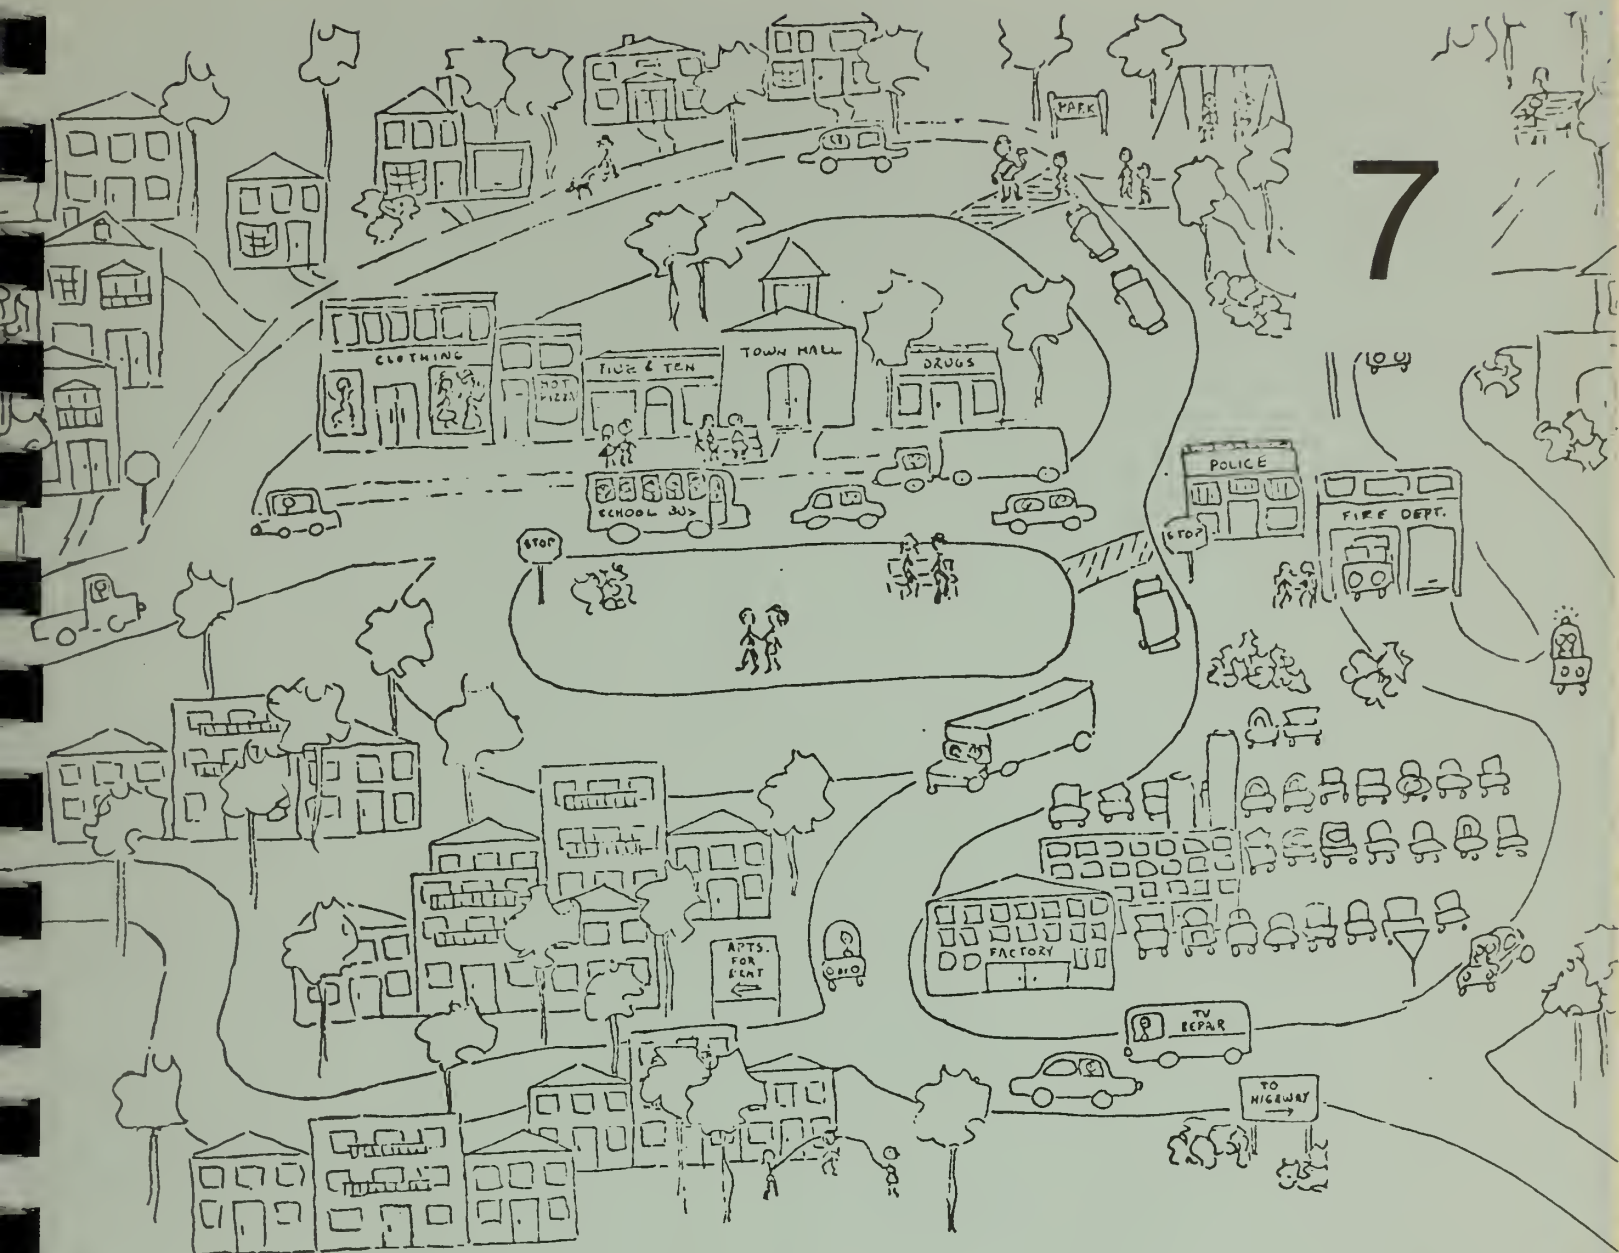 PARK
7
CLOTHING
HOT
PIZZA
FIVE & TEN
TOWN HALL
DRUGS
POLICE
FIRE DEPT.
SCHOOL BUS
STOP
STOP
APTS.
FOR
RENT
FACTORY
TV
REPAIR
TO
HIGHWAY